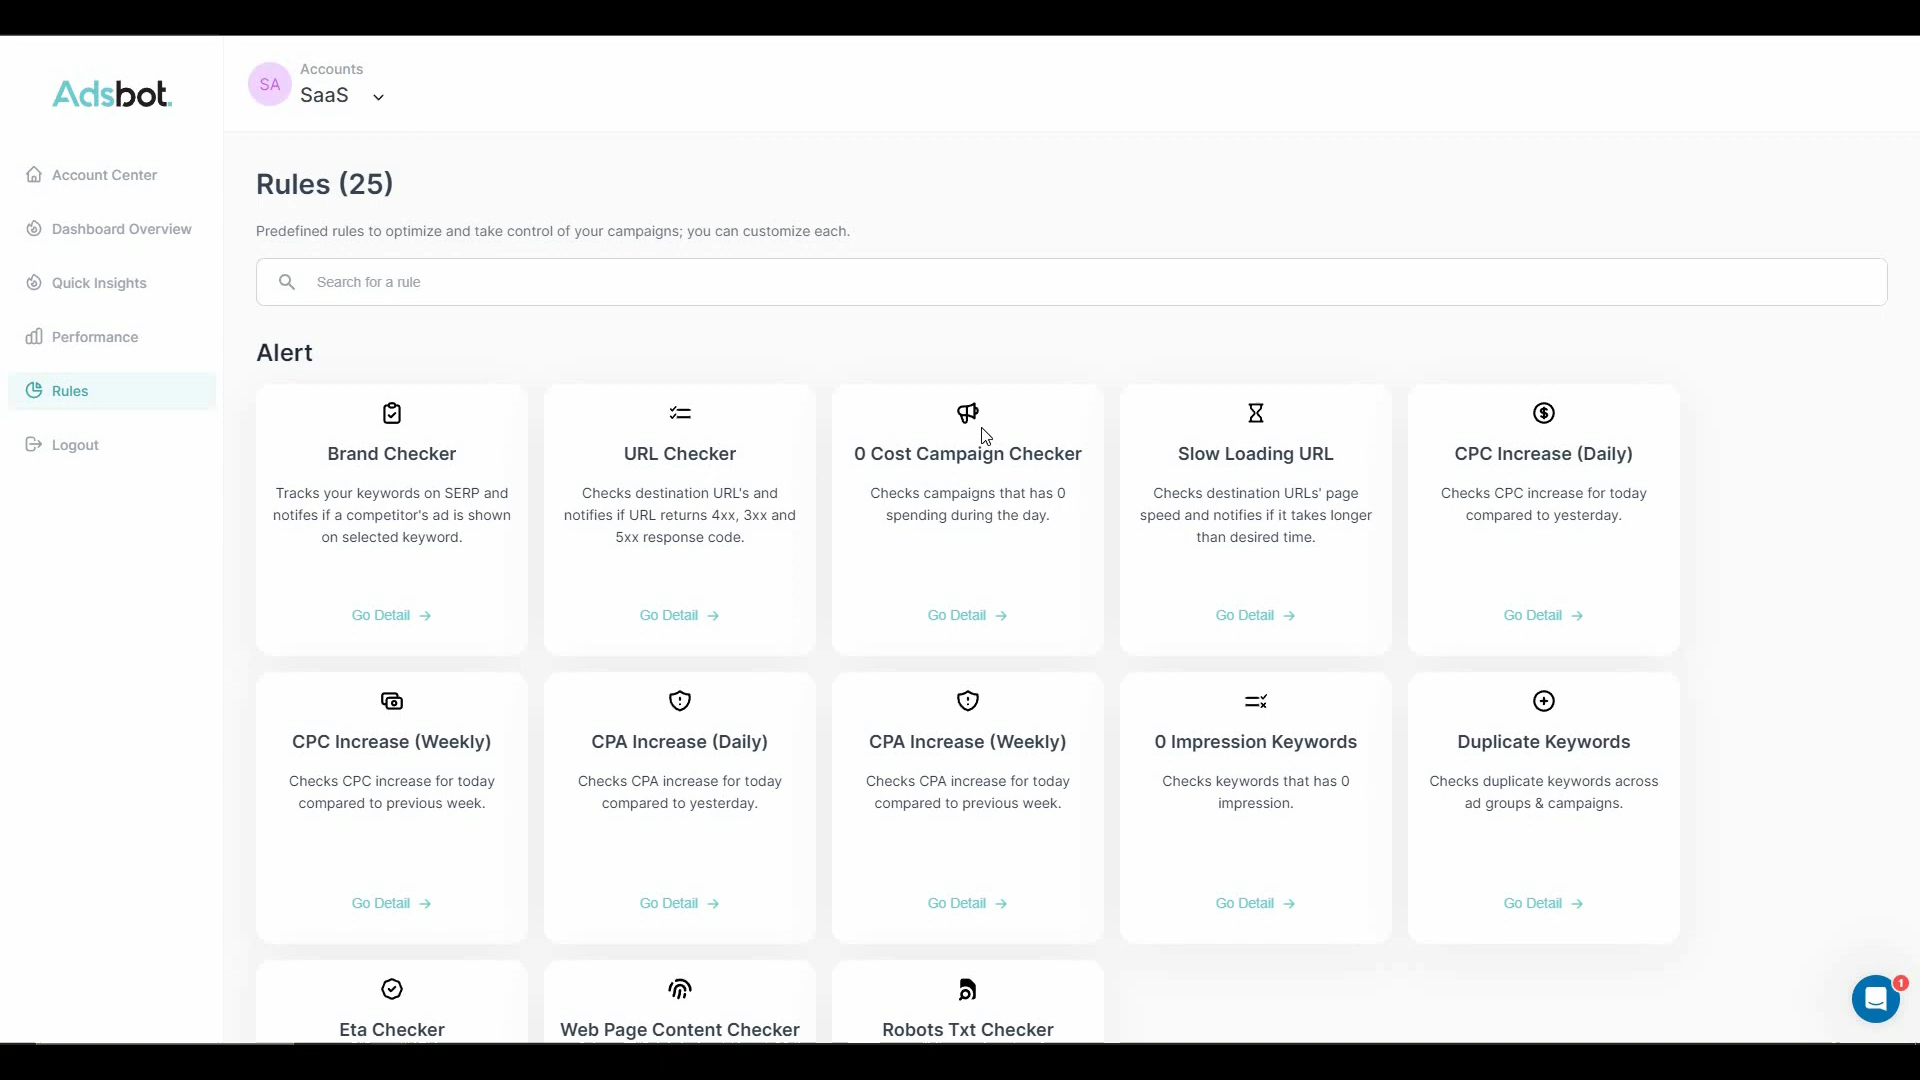 Adsbot.
SA
Accounts
SaaS
Account Center
Dashboard Overview
Quick Insights
Performance
Rules
Logout
Rules (25)
Predefined rules to optimize and take control of your campaigns; you can customize each.
Search for a rule
Alert
Brand Checker
Tracks your keywords on SERP and
notifes if a competitor's ad is shown
on selected keyword.
Go Detail →
URL Checker
Checks destination URL's and
notifies if URL returns 4xx, 3xx and
5xx response code.
Go Detail →
0 Cost Campaign Checker
Checks campaigns that has 0
spending during the day.
Go Detail →
Slow Loading URL
Checks destination URLs' page
speed and notifies if it takes longer
than desired time.
Go Detail →
CPC Increase (Daily)
Checks CPC increase for today
compared to yesterday.
Go Detail →
CPC Increase (Weekly)
Checks CPC increase for today
compared to previous week.
Go Detail →
CPA Increase (Daily)
Checks CPA increase for today
compared to yesterday.
Go Detail →
CPA Increase (Weekly)
Checks CPA increase for today
compared to previous week.
Go Detail →
0 Impression Keywords
Checks keywords that has 0
impression.
Go Detail →
Duplicate Keywords
Checks duplicate keywords across
ad groups & campaigns.
Go Detail →
Eta Checker
Web Page Content Checker
Robots Txt Checker
1